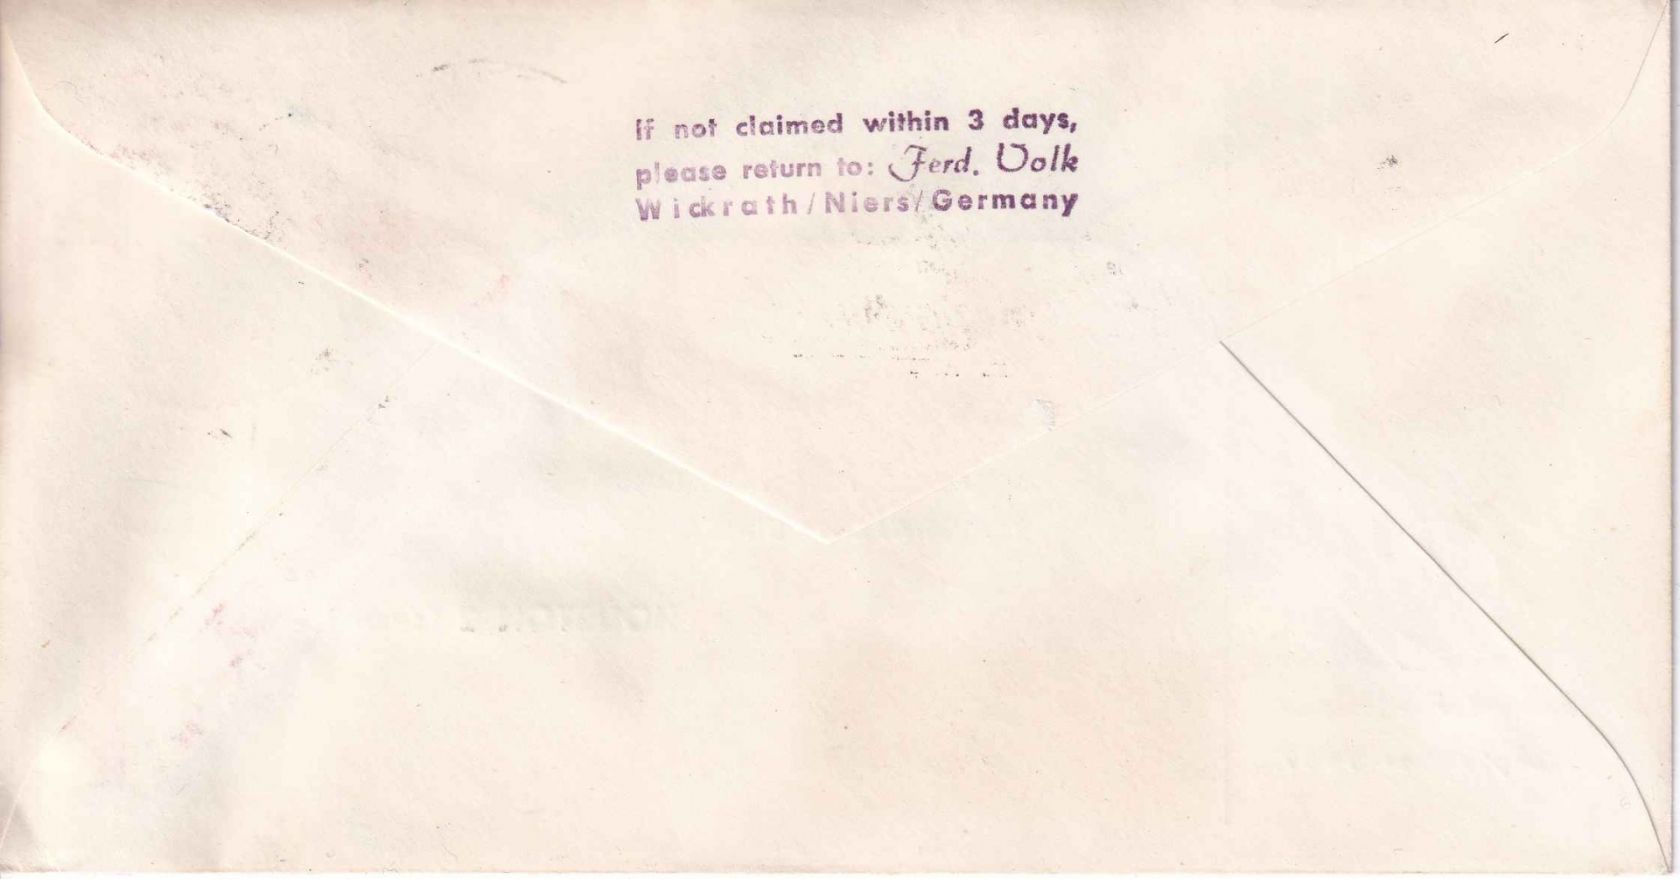 If not claimed within 3 days,
please return to: Ferd. Volk
Wickrath/Niers/Germany